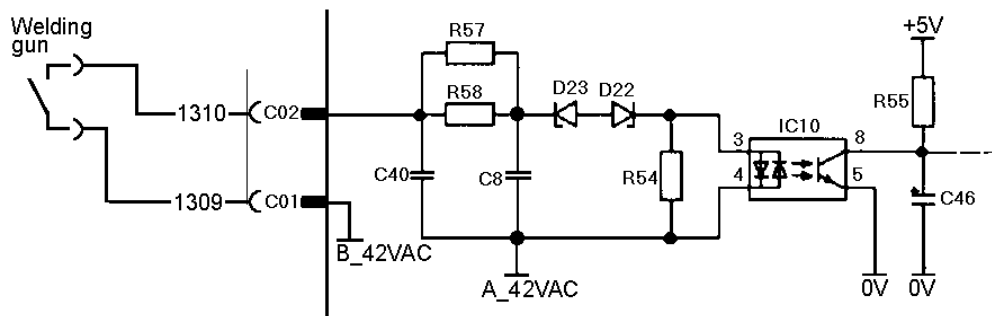 Welding
gun
1310
C02
1309
C01
B_42VAC
R57
R58
C40
C8
A_42VAC
D23
D22
R54
3
4
IC10
8
5
+5V
R55
C46
0V
0V